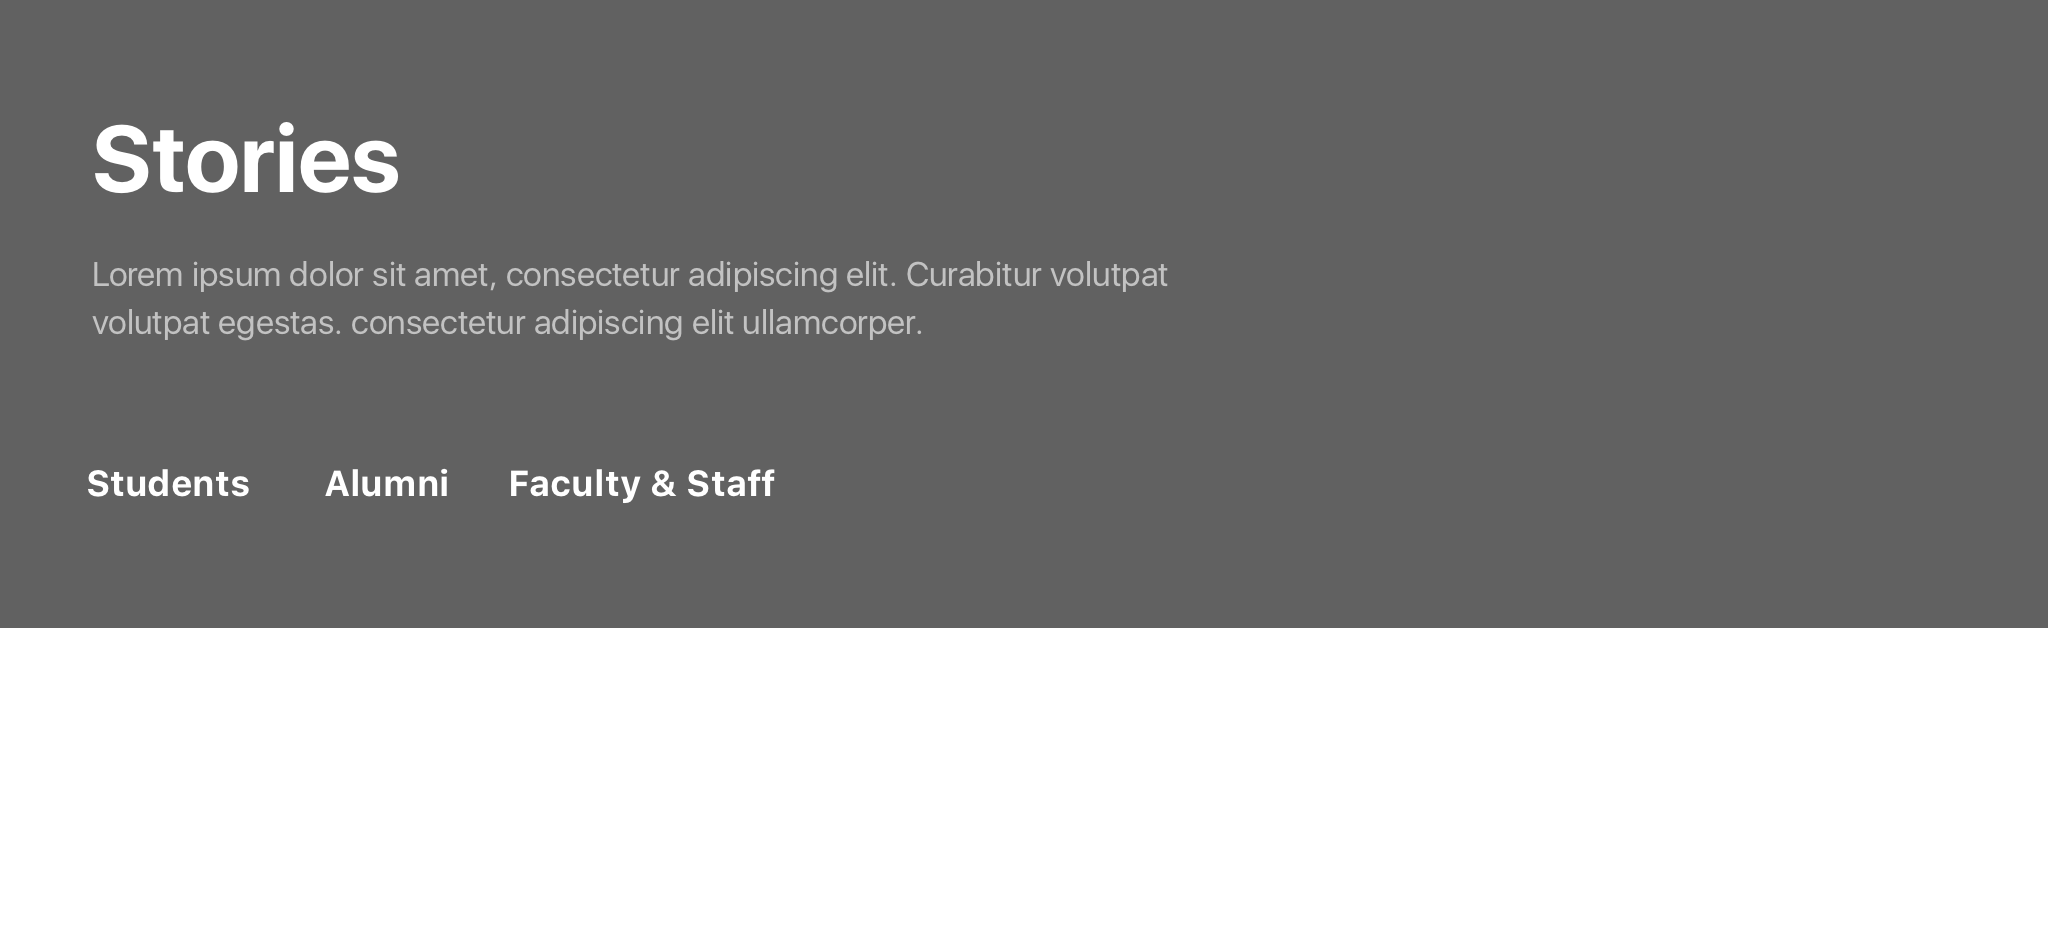 Stories
Lorem ipsum dolor sit amet, consectetur adipiscing elit. Curabitur volutpat
volutpat egestas. consectetur adipiscing elit ullamcorper.
Students Alumni Faculty & Staff